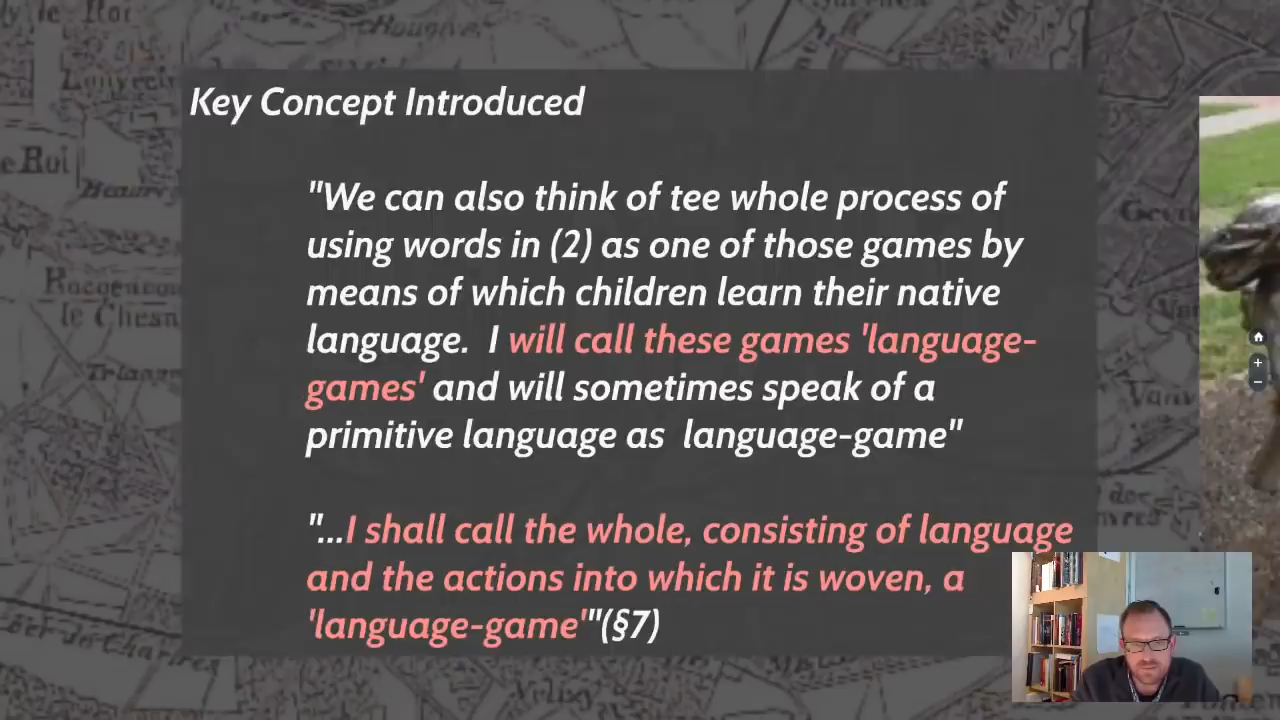 Key Concept Introduced
"We can also think of tee whole process of
using words in (2) as one of those games by
means of which children learn their native
language.  I will call these games 'language-
games' and will sometimes speak of a
primitive language as  language-game"
"...I shall call the whole, consisting of language
and the actions into which it is woven, a
'language-game'"(§7)